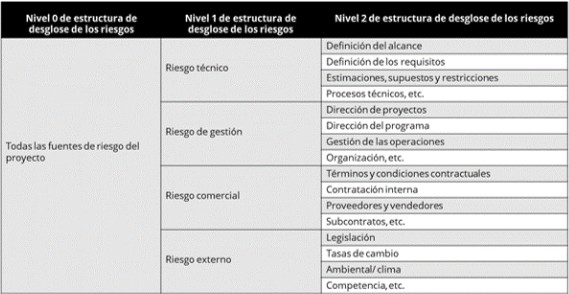 Nivel 0 de estructura de
desglose de los riesgos
Nivel 1 de estructura de
desglose de los riesgos
Nivel 2 de estructura de desglose de los riesgos
Todas las fuentes de riesgo del
proyecto
Riesgo técnico
Definición del alcance
Definición de los requisitos
Estimaciones, supuestos y restricciones
Procesos técnicos, etc.
Riesgo de gestión
Dirección de proyectos
Dirección del programa
Gestión de las operaciones
Organización, etc.
Riesgo comercial
Términos y condiciones contractuales
Contratación interna
Proveedores y vendedores
Subcontratos, etc.
Riesgo externo
Legislación
Tasas de cambio
Ambiental/clima
Competencia, etc.